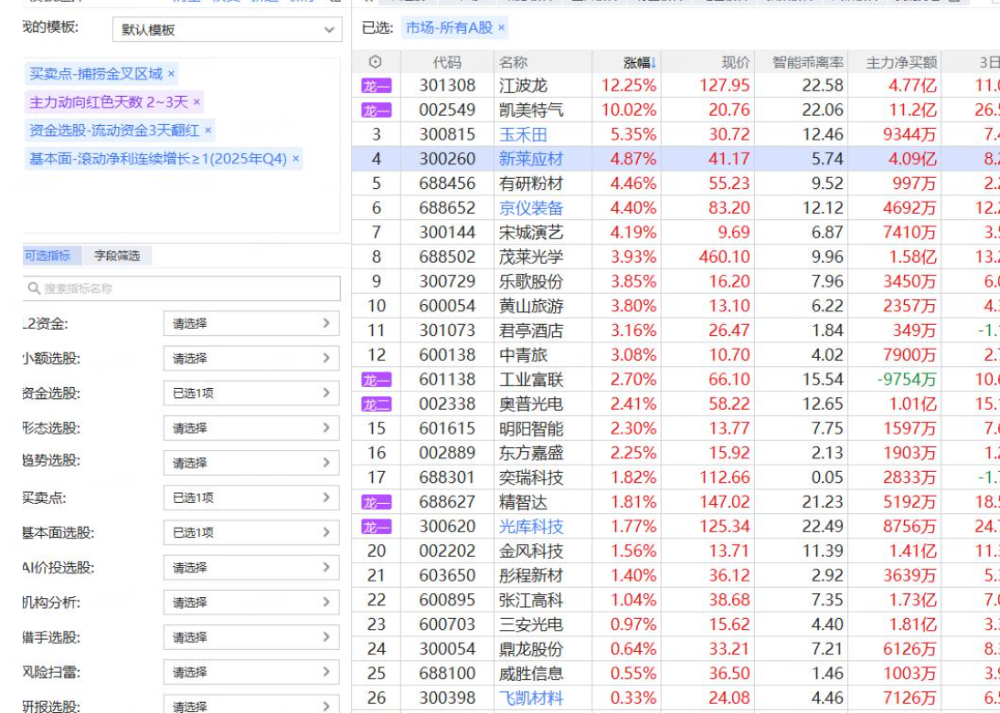 我的模板: 默认模板
买卖点-捕捞金叉区域 ×
主力动向红色天数 2~3天 ×
资金选股-流动资金3天翻红 ×
基本面-滚动净利连续增长≥1(2025年Q4) ×
可选指标 字段筛选
搜索指标名称
L2资金: 请选择
小额选股: 请选择
资金选股: 已选1项
形态选股: 请选择
趋势选股: 请选择
买卖点: 已选1项
基本面选股: 已选1项
AI价投选股: 请选择
机构分析: 请选择
猎手选股: 请选择
风险扫雷: 请选择
研报选股: 请选择
已选: 市场-所有A股 ×
代码 名称 涨幅↓ 现价 智能乖离率 主力净买额 3日
龙一 301308 江波龙 12.25% 127.95 22.58 4.77亿 11.0
龙一 002549 凯美特气 10.02% 20.76 22.06 11.2亿 26.5
3 300815 玉禾田 5.35% 30.72 12.46 9344万 7.4
4 300260 新莱应材 4.87% 41.17 5.74 4.09亿 8.2
5 688456 有研粉材 4.46% 55.23 9.52 997万 2.2
6 688652 京仪装备 4.40% 83.20 12.12 4692万 12.2
7 300144 宋城演艺 4.19% 9.69 6.87 7410万 3.5
8 688502 茂莱光学 3.93% 460.10 9.96 1.58亿 13.2
9 300729 乐歌股份 3.85% 16.20 7.96 3450万 6.0
10 600054 黄山旅游 3.80% 13.10 6.22 2357万 4.3
11 301073 君亭酒店 3.16% 26.47 1.84 349万 -1.
12 600138 中青旅 3.08% 10.70 4.02 7900万 2.
龙一 601138 工业富联 2.70% 66.10 15.54 -9754万 10.6
龙二 002338 奥普光电 2.41% 58.22 12.65 1.01亿 15.
15 601615 明阳智能 2.30% 13.77 7.75 1597万 7.6
16 002889 东方嘉盛 2.25% 15.92 2.13 1903万 1.2
17 688301 奕瑞科技 1.82% 112.66 0.05 2833万 -1.
龙一 688627 精智达 1.81% 147.02 21.23 5192万 18.5
龙一 300620 光库科技 1.77% 125.34 22.49 8756万 24.7
20 002202 金风科技 1.56% 13.71 11.39 1.41亿 11.3
21 603650 彤程新材 1.40% 36.12 2.92 3639万 5.3
22 600895 张江高科 1.04% 38.68 7.35 1.73亿 7.0
23 600703 三安光电 0.97% 15.62 4.40 1.81亿 3.
24 300054 鼎龙股份 0.64% 33.21 7.21 6126万 8.3
25 688100 威胜信息 0.55% 36.50 1.46 1003万 3.9
26 300398 飞凯材料 0.33% 24.08 4.46 7126万 6.5